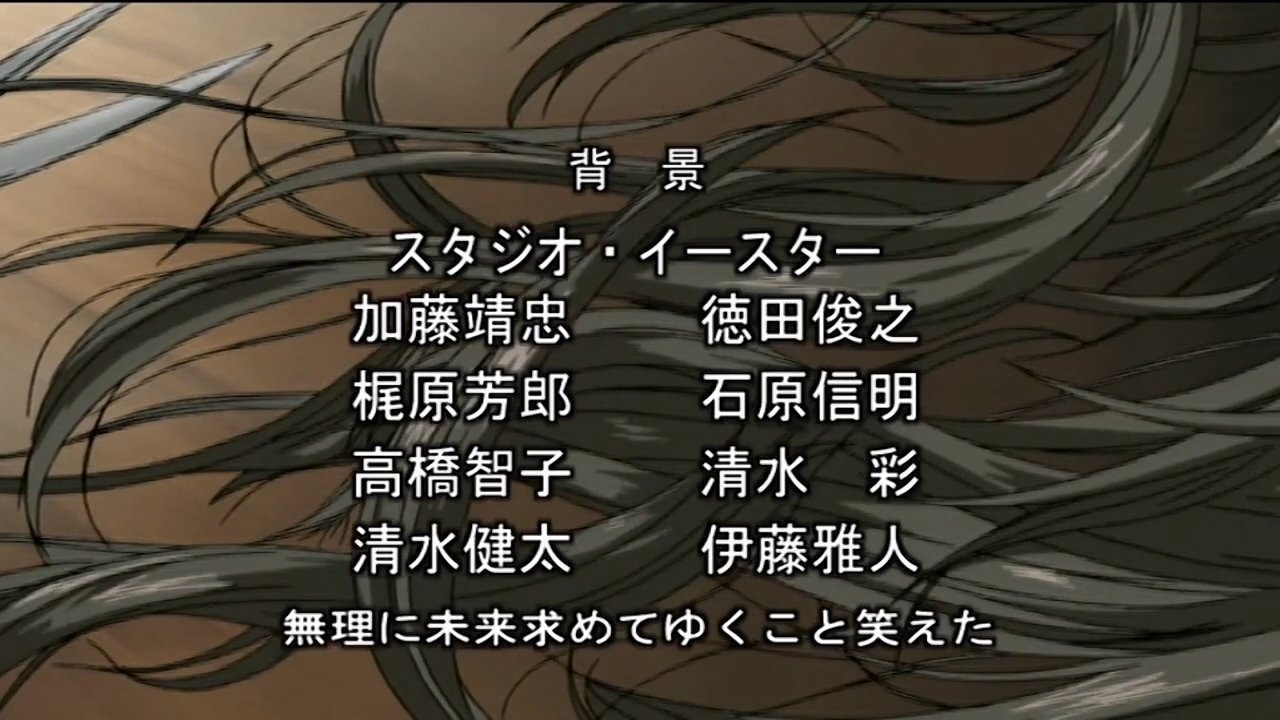 背　景
スタジオ・イースター
加藤靖忠　徳田俊之
梶原芳郎　石原信明
高橋智子　清水　彩
清水健太　伊藤雅人
無理に未来求めてゆくこと笑えた